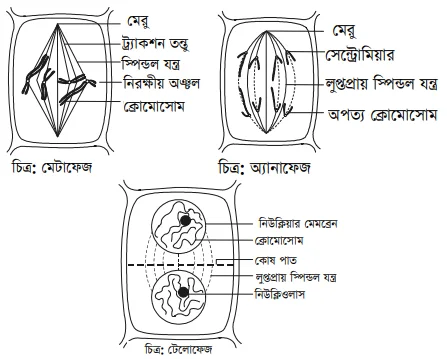 মেরু
ট্র্যাকশন তন্তু
স্পিন্ডল যন্ত্র
নিরক্ষীয় অঞ্চল
ক্রোমোসোম
চিত্র: মেটাফেজ
মেরু
সেন্ট্রোমিয়ার
লুপ্তপ্রায় স্পিন্ডল যন্ত্র
অপত্য ক্রোমোসোম
চিত্র: অ্যানাফেজ
নিউক্লিয়ার মেমব্রেন
ক্রোমোসোম
কোষ পাত
লুপ্তপ্রায় স্পিন্ডল যন্ত্র
নিউক্লিওলাস
চিত্র: টেলোফেজ